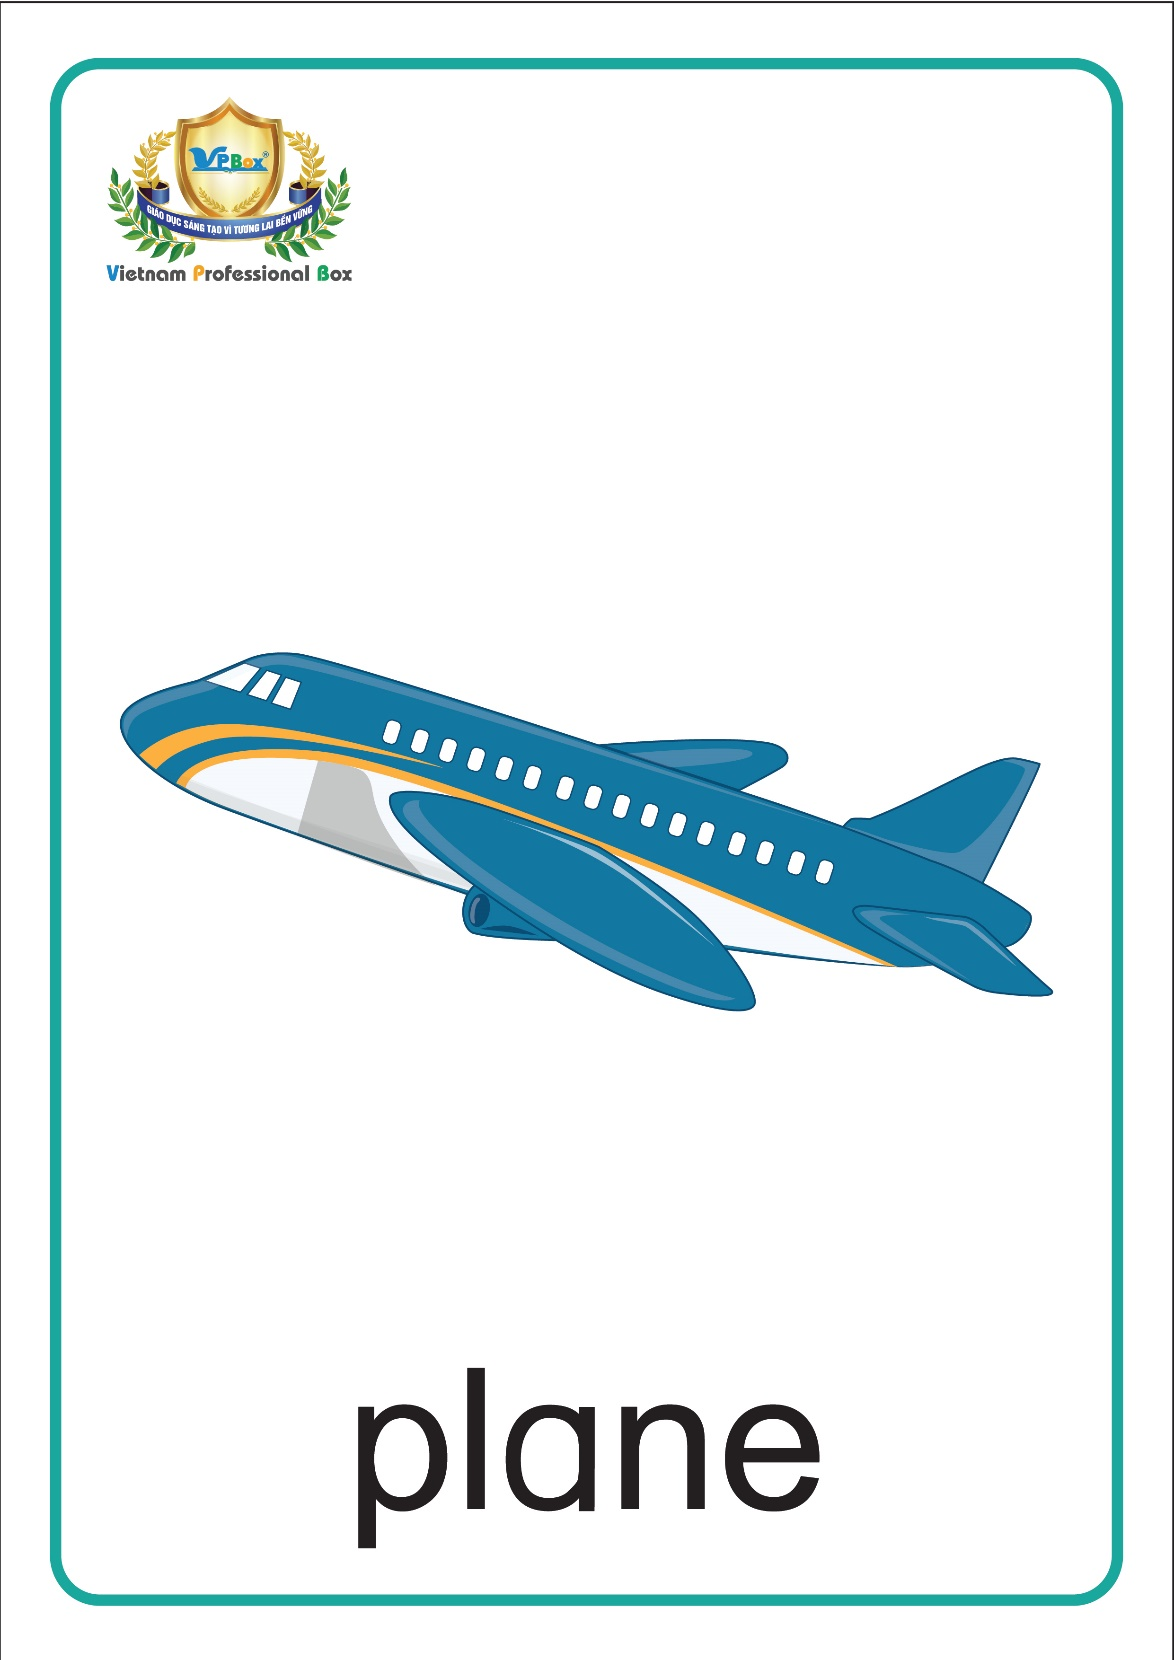 VPBox®
GIÁO DỤC SÁNG TẠO VÌ TƯƠNG LAI BỀN VỮNG
Vietnam Professional Box
plane